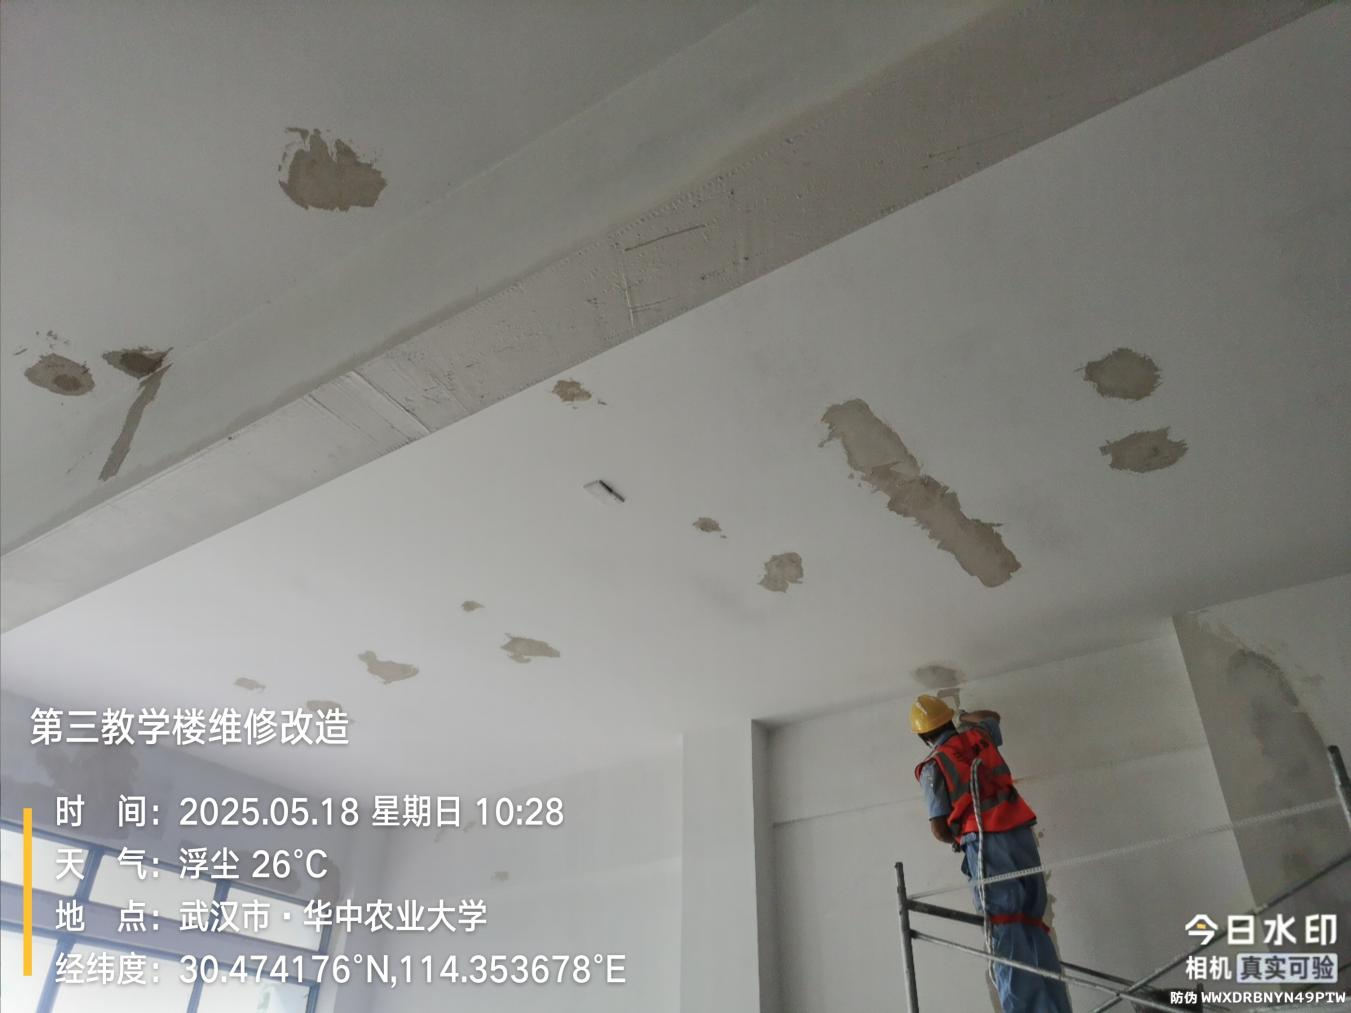 第三教学楼维修改造
时 间：2025.05.18 星期日 10:28
天 气：浮尘 26°C
地 点：武汉市·华中农业大学
经纬度：30.474176°N,114.353678°E
今日水印
相机 真实可验
防伪 WWXDRBNYN49PTW